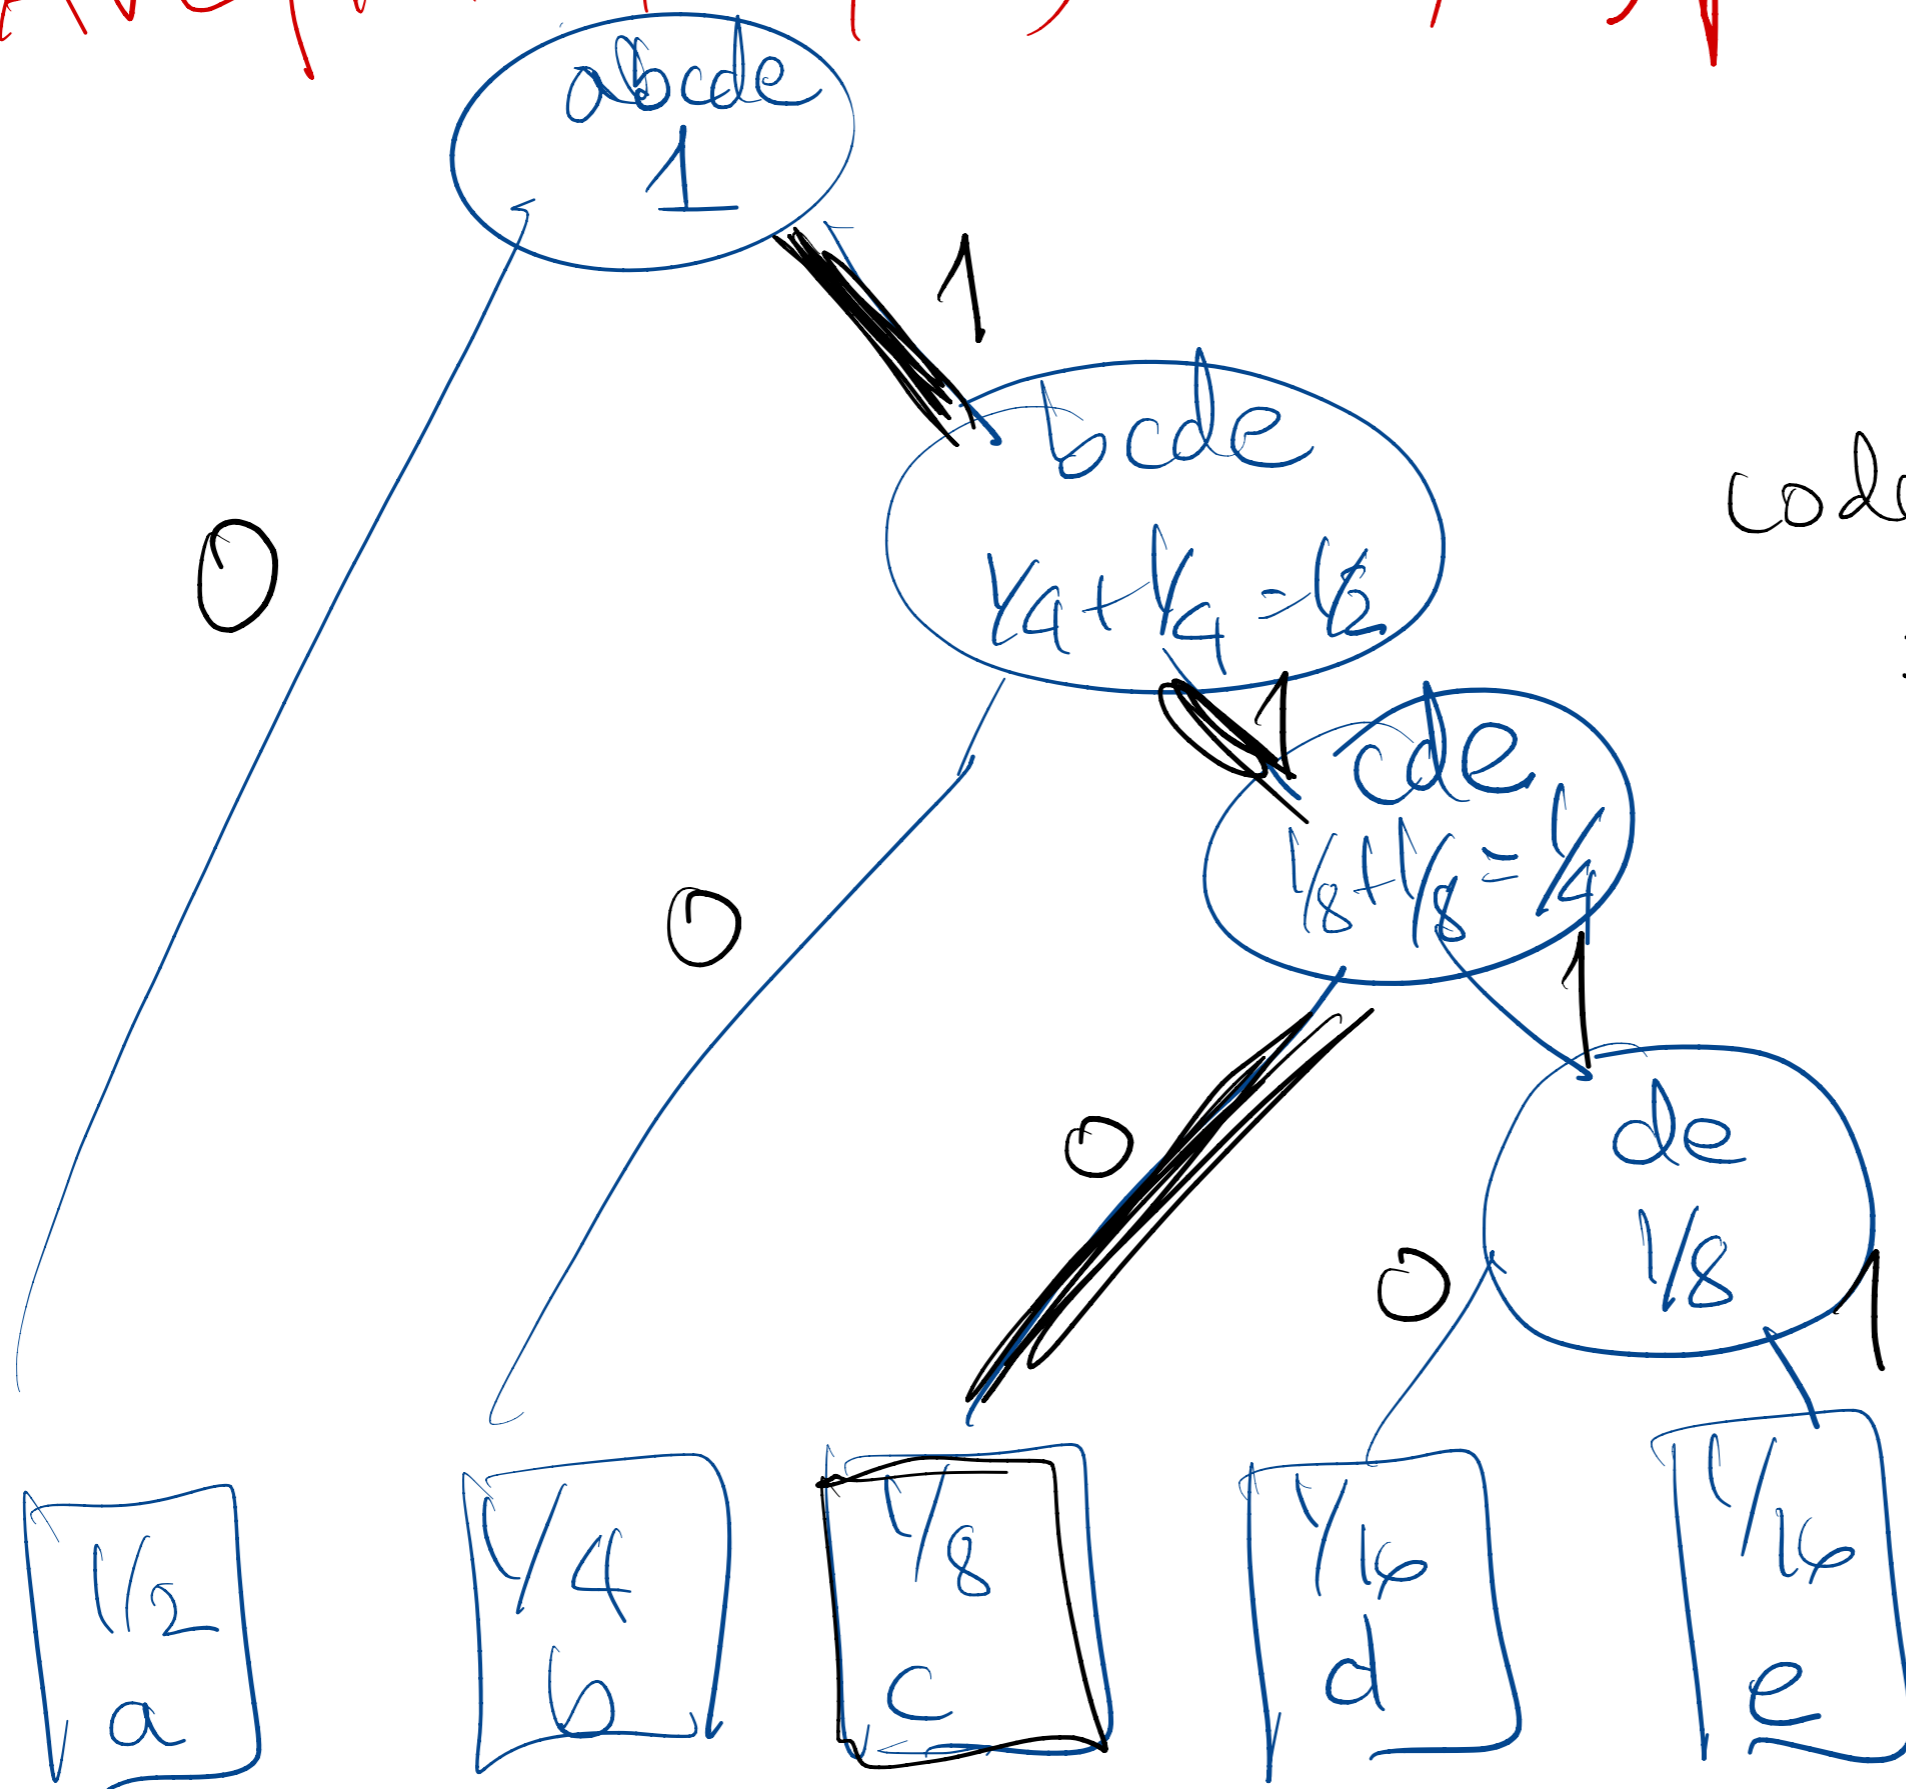 abcde
1
1
bcde
code
0
1/4 + 1/4 = 1/2
1
cde
1/8 + 1/8 = 1/4
0
1
0
de
1/8
0
1
1/2
a
1/4
b
1/8
c
1/16
d
1/16
e